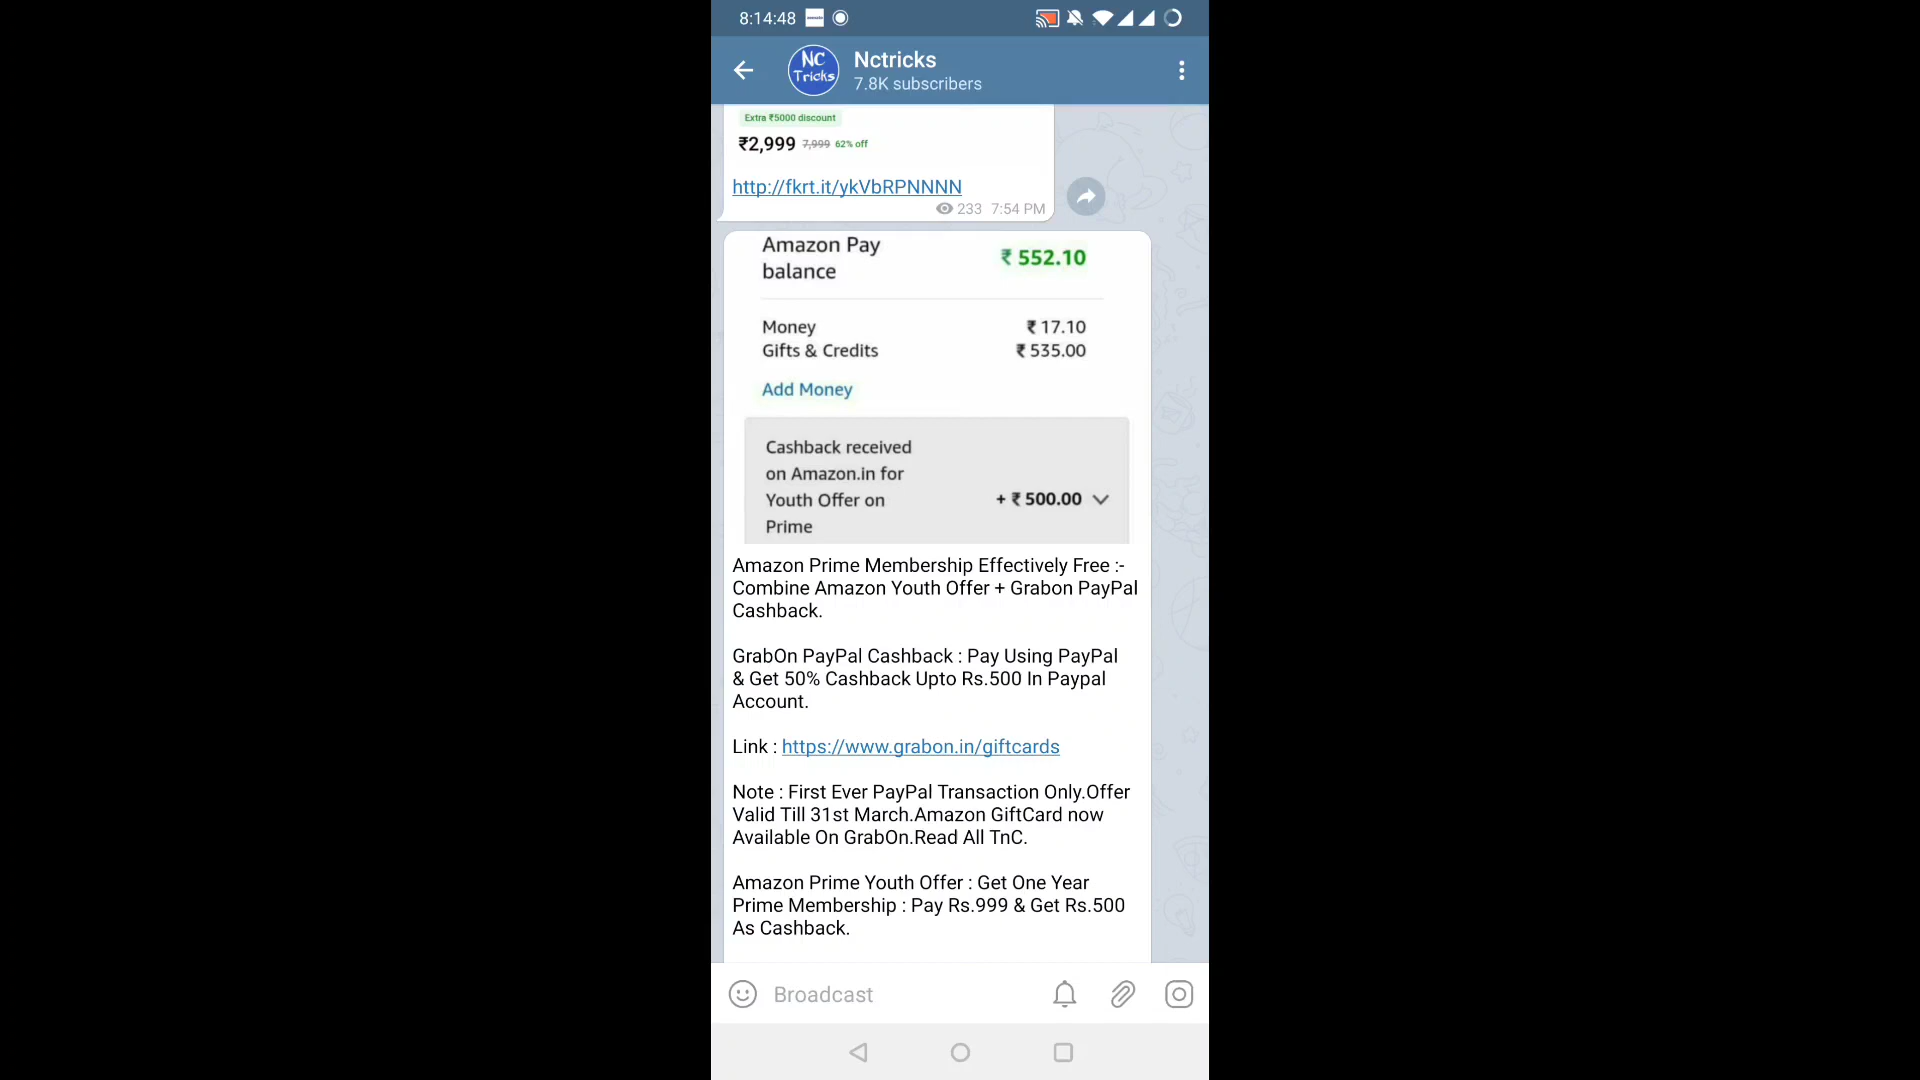 8:14:48
NC
Tricks
Nctricks
7.8K subscribers
Extra ₹5000 discount
₹2,999 7,999 62% off
http://fkrt.it/ykVbRPNNNN
233 7:54 PM
Amazon Pay
balance
₹ 552.10
Money ₹ 17.10
Gifts & Credits ₹ 535.00
Add Money
Cashback received
on Amazon.in for
Youth Offer on
Prime
+ ₹ 500.00
Amazon Prime Membership Effectively Free :-
Combine Amazon Youth Offer + Grabon PayPal
Cashback.
GrabOn PayPal Cashback : Pay Using PayPal
& Get 50% Cashback Upto Rs.500 In Paypal
Account.
Link : https://www.grabon.in/giftcards
Note : First Ever PayPal Transaction Only.Offer
Valid Till 31st March.Amazon GiftCard now
Available On GrabOn.Read All TnC.
Amazon Prime Youth Offer : Get One Year
Prime Membership : Pay Rs.999 & Get Rs.500
As Cashback.
Broadcast